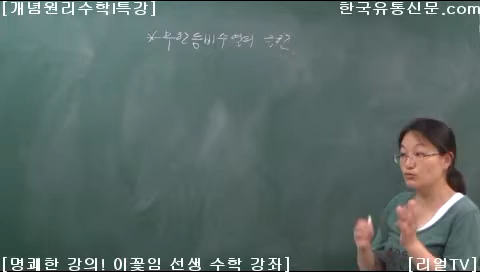 [개념원리수학I특강]
한국유통신문.com
*무한등비수열의 극한
[명쾌한 강의! 이꽃임 선생 수학 강좌]
[리얼TV]